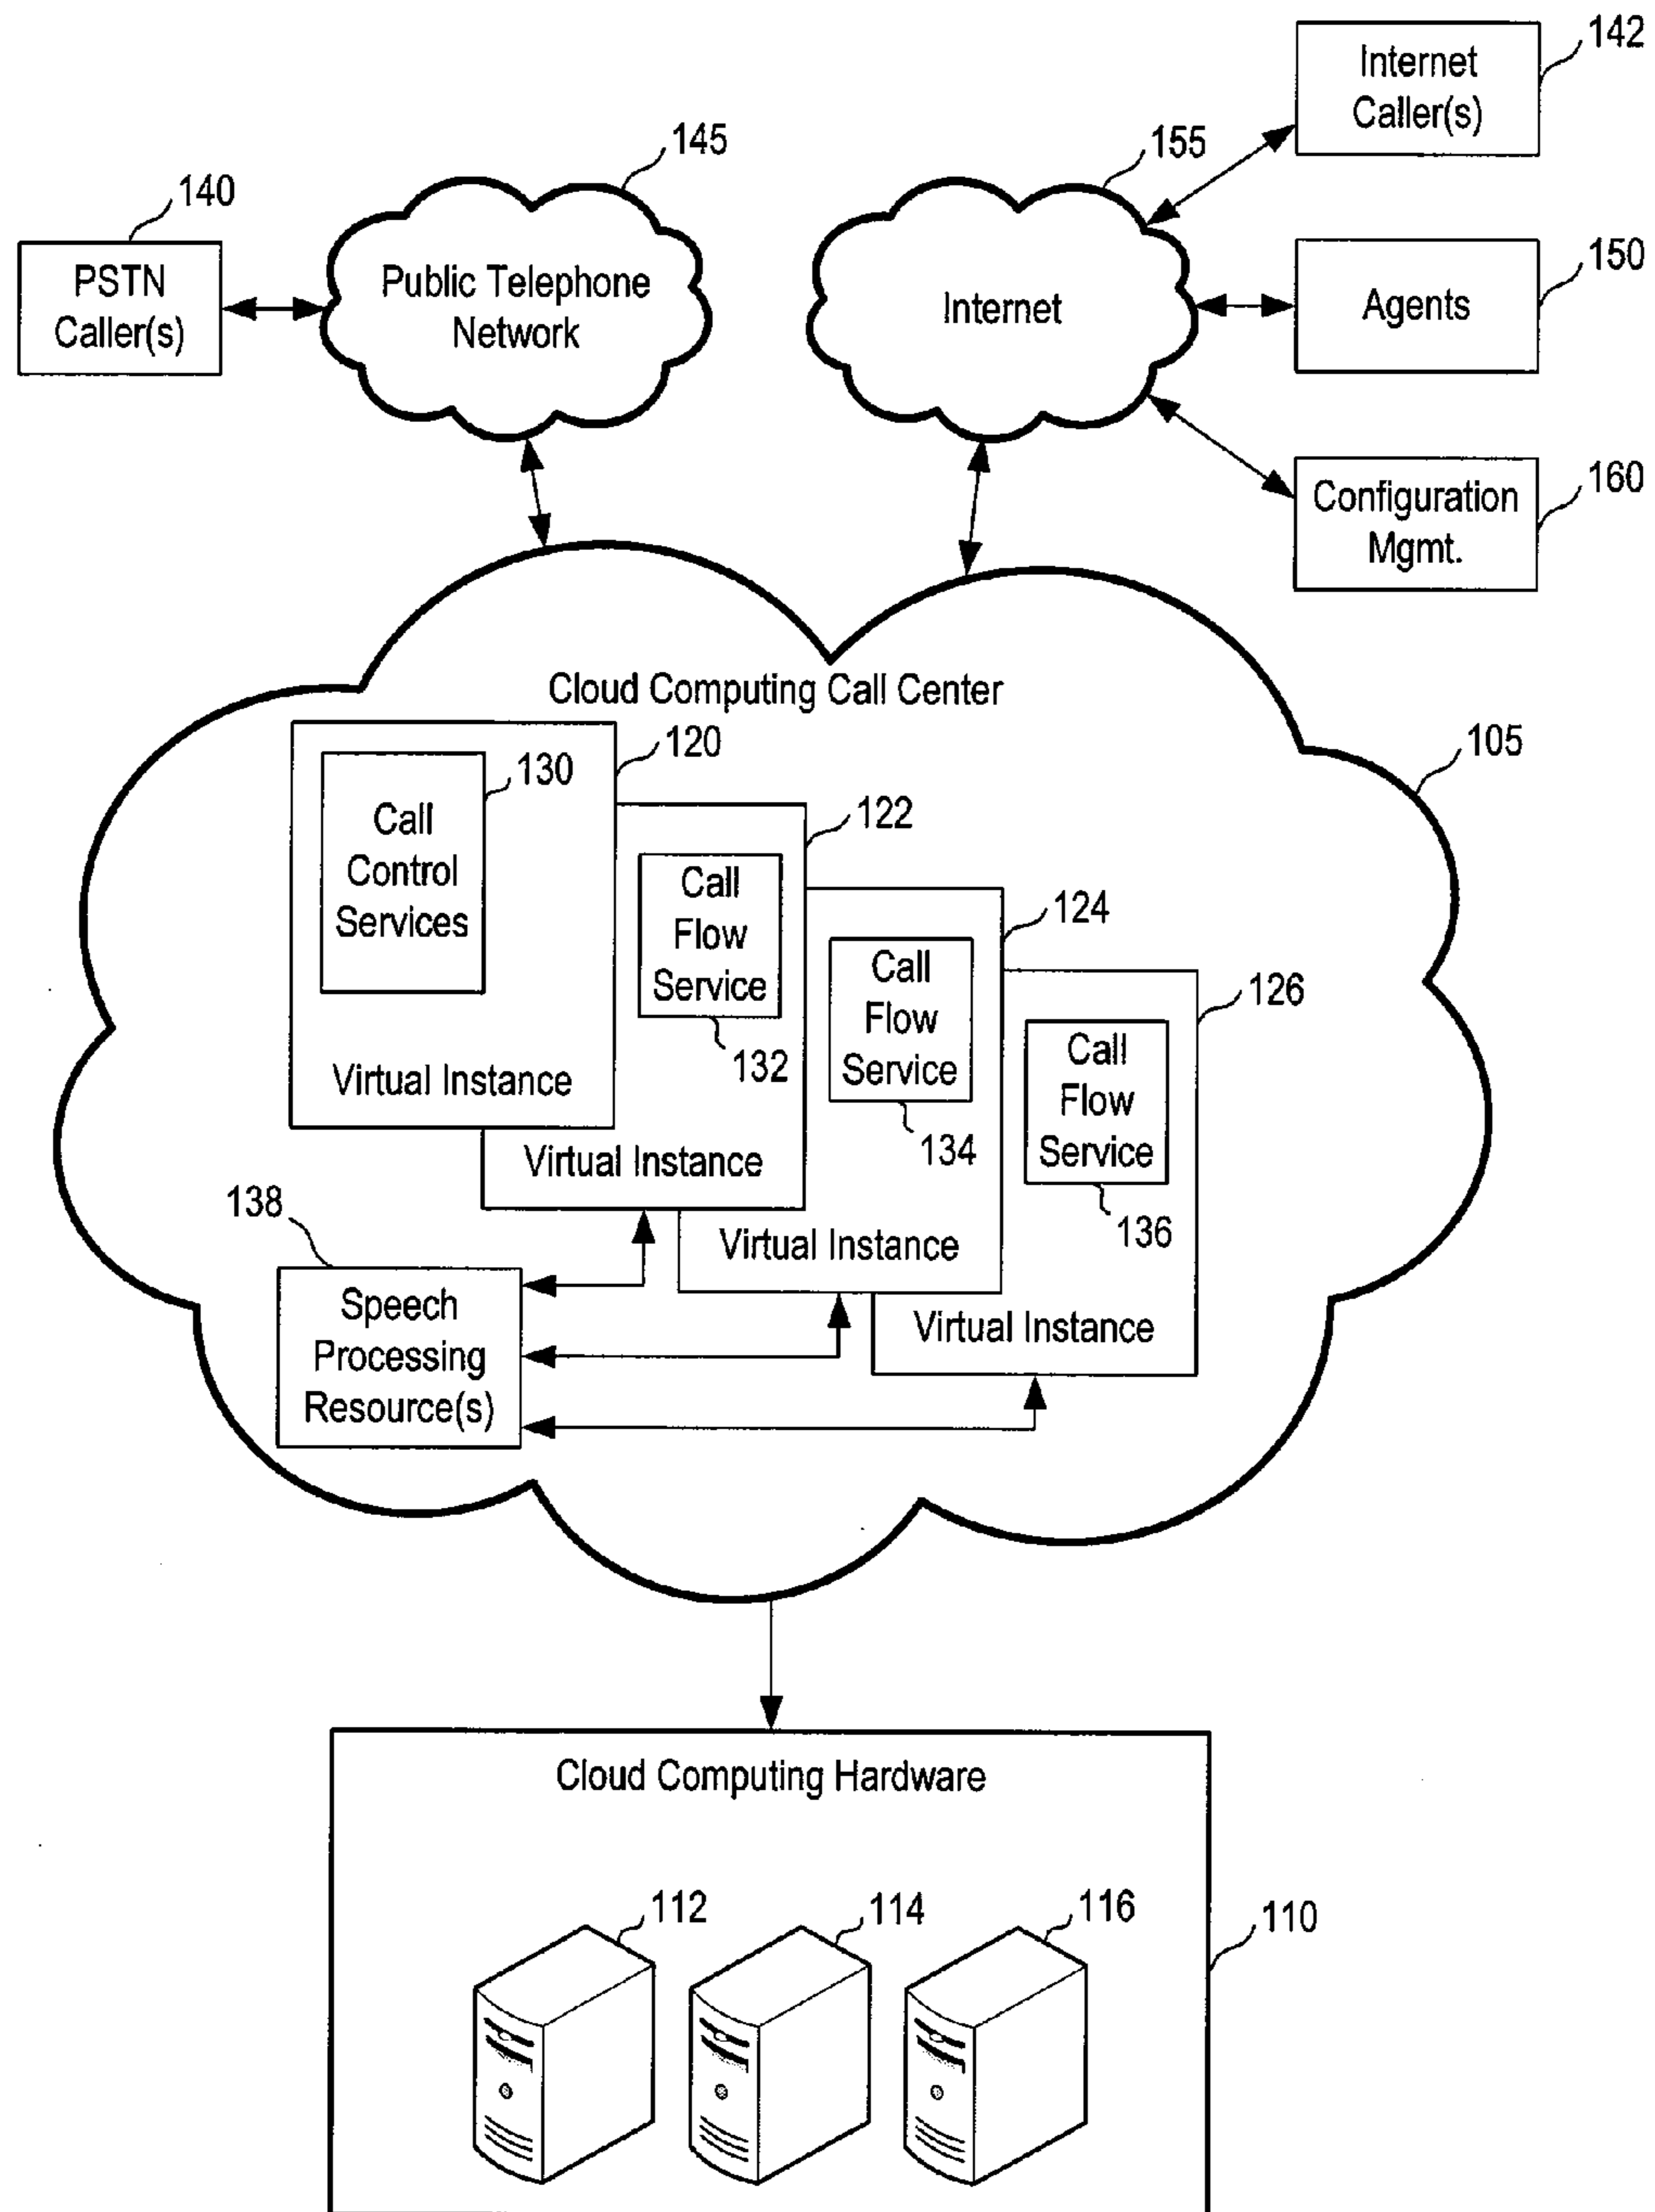 142
Internet
Caller(s)
145
155
140
PSTN
Caller(s)
Public Telephone
Network
Internet
150
Agents
160
Configuration
Mgmt.
Cloud Computing Call Center
120
105
130
Call
Control
Services
122
Call
Flow
Service
132
124
Call
Flow
Service
134
126
Call
Flow
Service
136
Virtual Instance
Virtual Instance
Virtual Instance
Virtual Instance
138
Speech
Processing
Resource(s)
Cloud Computing Hardware
112
114
116
110